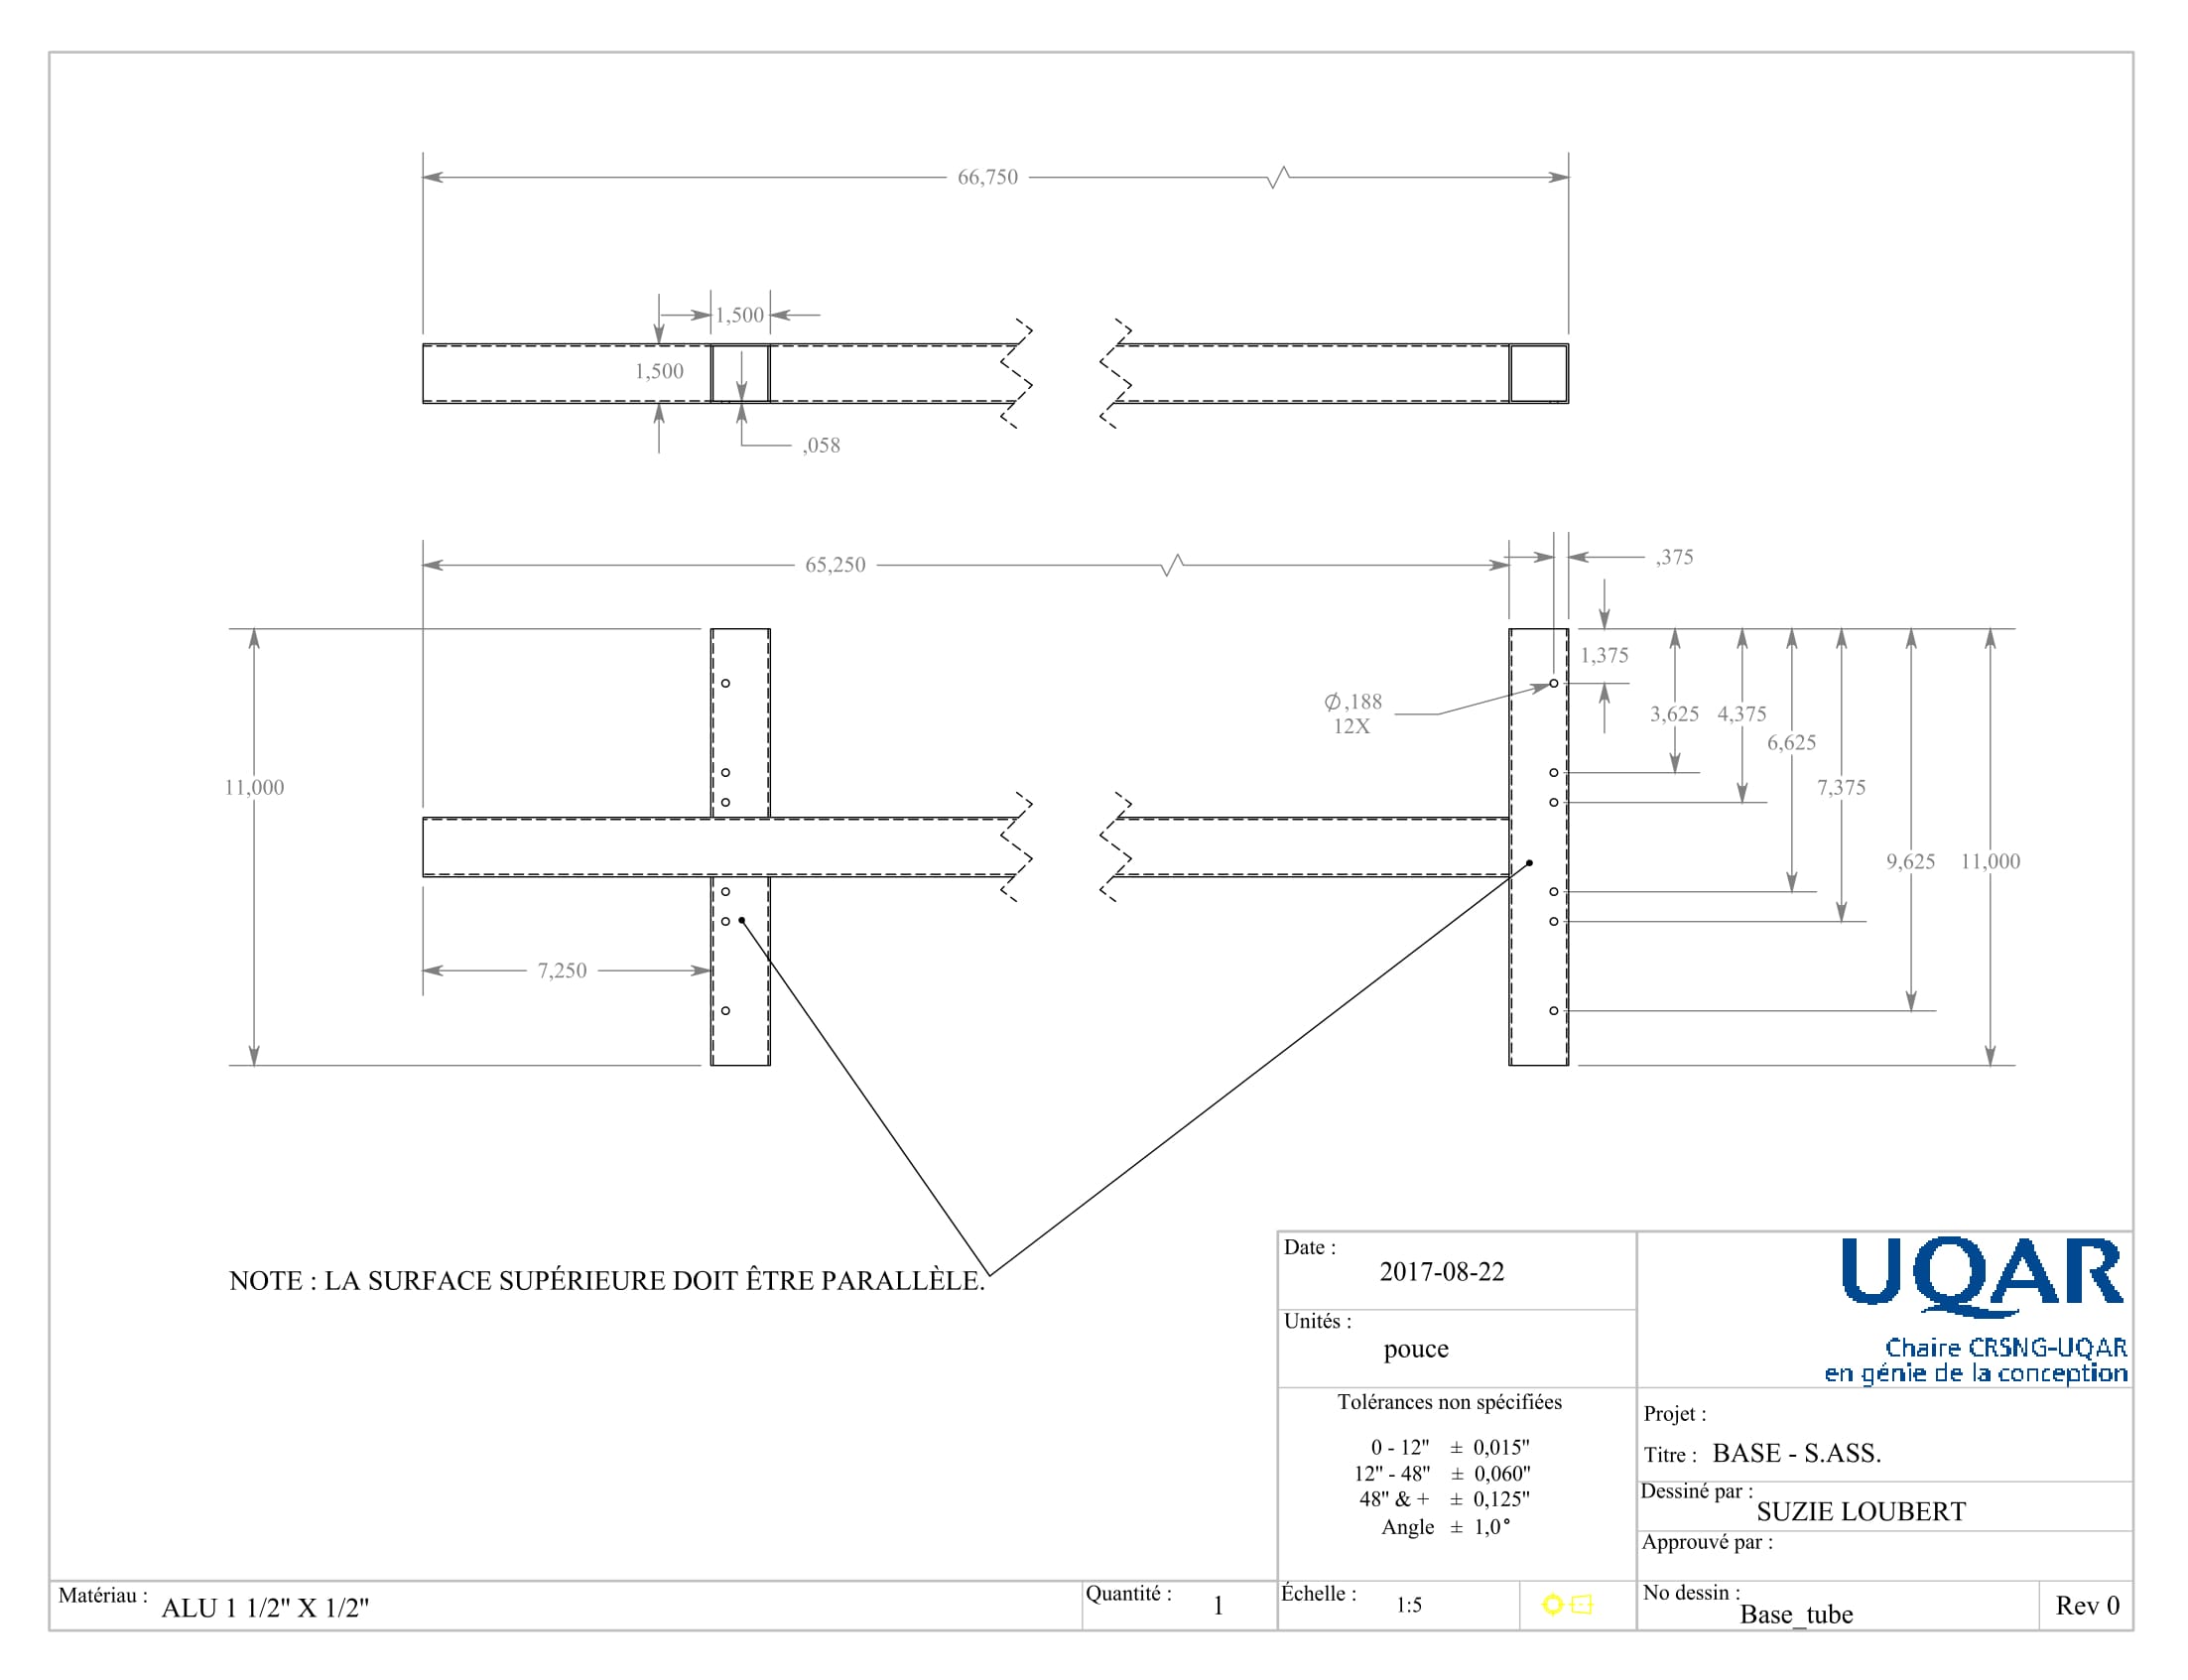 66,750
1,500
1,500
,058
65,250
,375
1,375
Ø,188
12X
3,625
4,375
6,625
7,375
11,000
9,625
11,000
7,250
NOTE : LA SURFACE SUPÉRIEURE DOIT ÊTRE PARALLÈLE.
Date :
2017-08-22
Unités :
pouce
Tolérances non spécifiées
0 - 12" ± 0,015"
12" - 48" ± 0,060"
48" & + ± 0,125"
Angle ± 1,0°
UQAR
Chaire CRSNG-UQAR
en génie de la conception
Projet :
Titre : BASE - S.ASS.
Dessiné par :
SUZIE LOUBERT
Approuvé par :
Matériau : ALU 1 1/2" X 1/2"
Quantité : 1
Échelle : 1:5
No dessin :
Base_tube
Rev 0